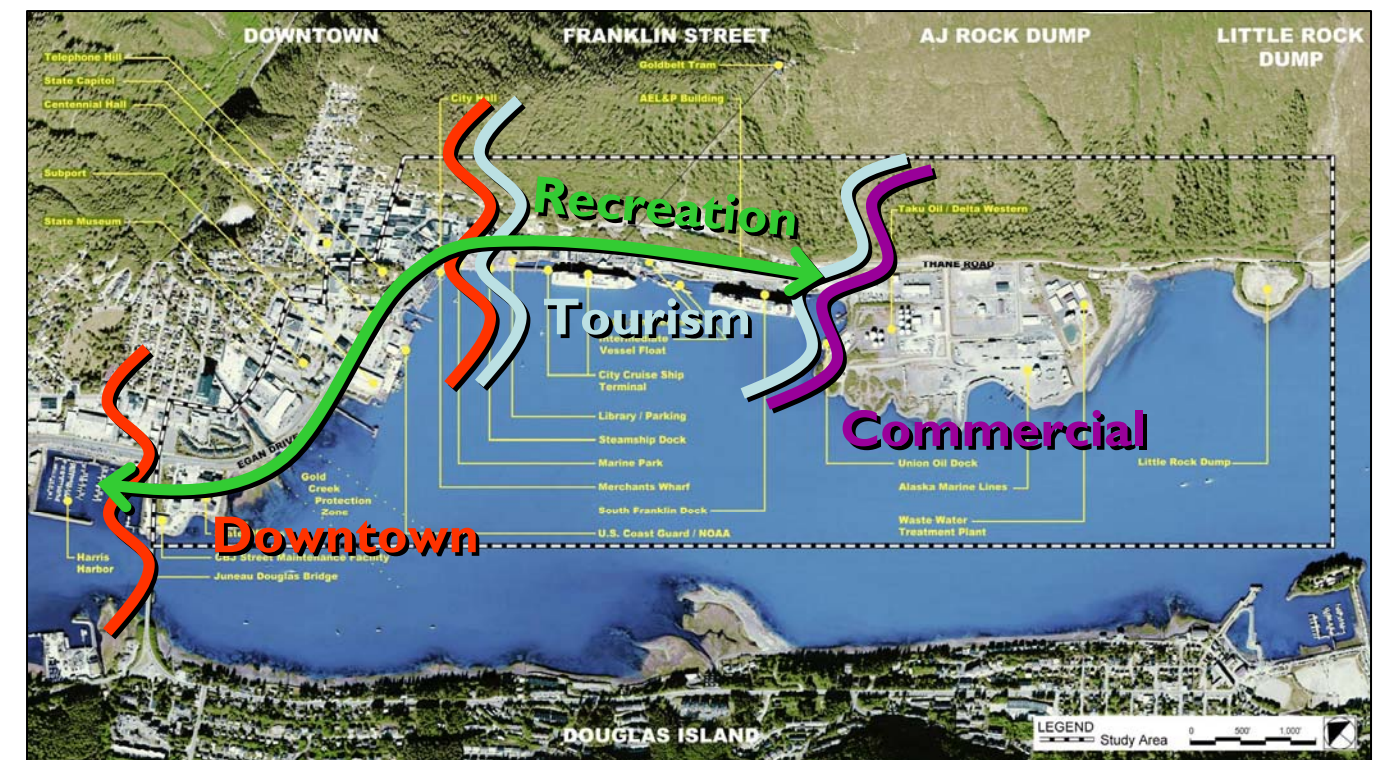 DOWNTOWN
FRANKLIN STREET
AJ ROCK DUMP
LITTLE ROCK
DUMP
Telephone Hill
State Capitol
Centennial Hall
Subport
State Museum
City Hall
Goldbelt Tram
AEL&P Building
Recreation
Taku Oil / Delta Western
THANE ROAD
Tourism
Intermediate
Vessel Float
City Cruise Ship
Terminal
Library / Parking
Steamship Dock
Marine Park
Merchants Wharf
South Franklin Dock
U.S. Coast Guard / NOAA
Commercial
Union Oil Dock
Alaska Marine Lines
Waste Water
Treatment Plant
Little Rock Dump
EGAN DRIVE
Gold
Creek
Protection
Zone
Downtown
Harris
Harbor
CBJ Street Maintenance Facility
Juneau Douglas Bridge
DOUGLAS ISLAND
LEGEND
Study Area
0 500' 1,000'